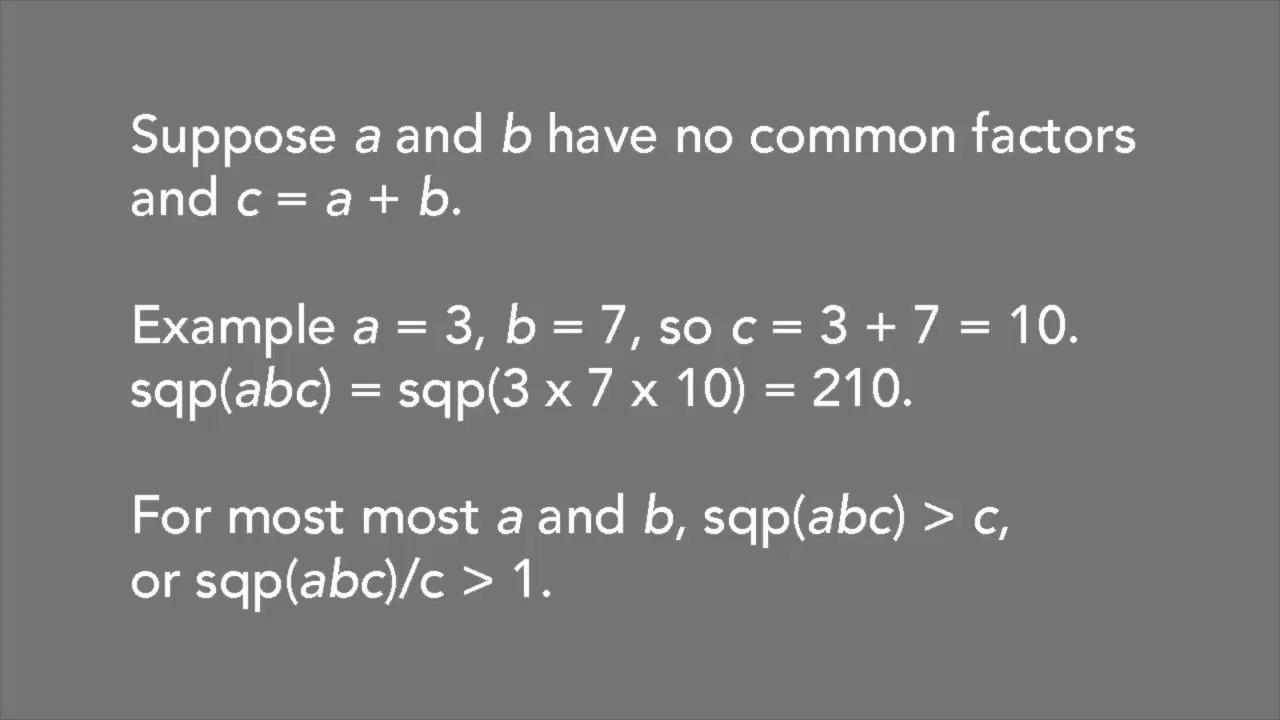 Suppose a and b have no common factors
and c = a + b.
Example a = 3, b = 7, so c = 3 + 7 = 10.
sqp(abc) = sqp(3 x 7 x 10) = 210.
For most most a and b, sqp(abc) > c,
or sqp(abc)/c > 1.